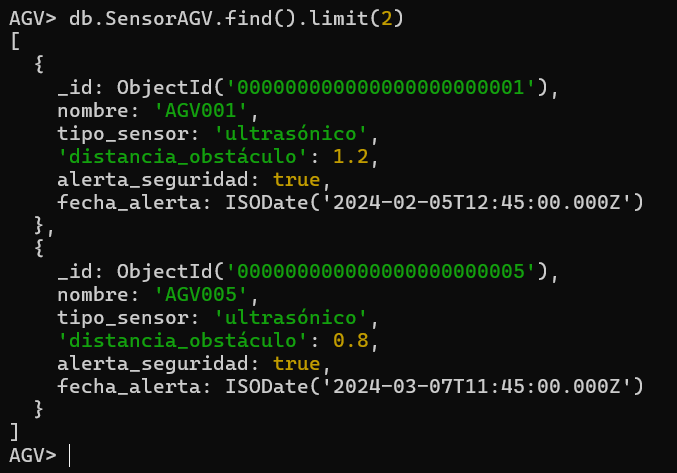 AGV> db.SensorAGV.find().limit(2)
[
  {
    _id: ObjectId('000000000000000000000001'),
    nombre: 'AGV001',
    tipo_sensor: 'ultrasónico',
    'distancia_obstáculo': 1.2,
    alerta_seguridad: true,
    fecha_alerta: ISODate('2024-02-05T12:45:00.000Z')
  },
  {
    _id: ObjectId('000000000000000000000005'),
    nombre: 'AGV005',
    tipo_sensor: 'ultrasónico',
    'distancia_obstáculo': 0.8,
    alerta_seguridad: true,
    fecha_alerta: ISODate('2024-03-07T11:45:00.000Z')
  }
]
AGV>